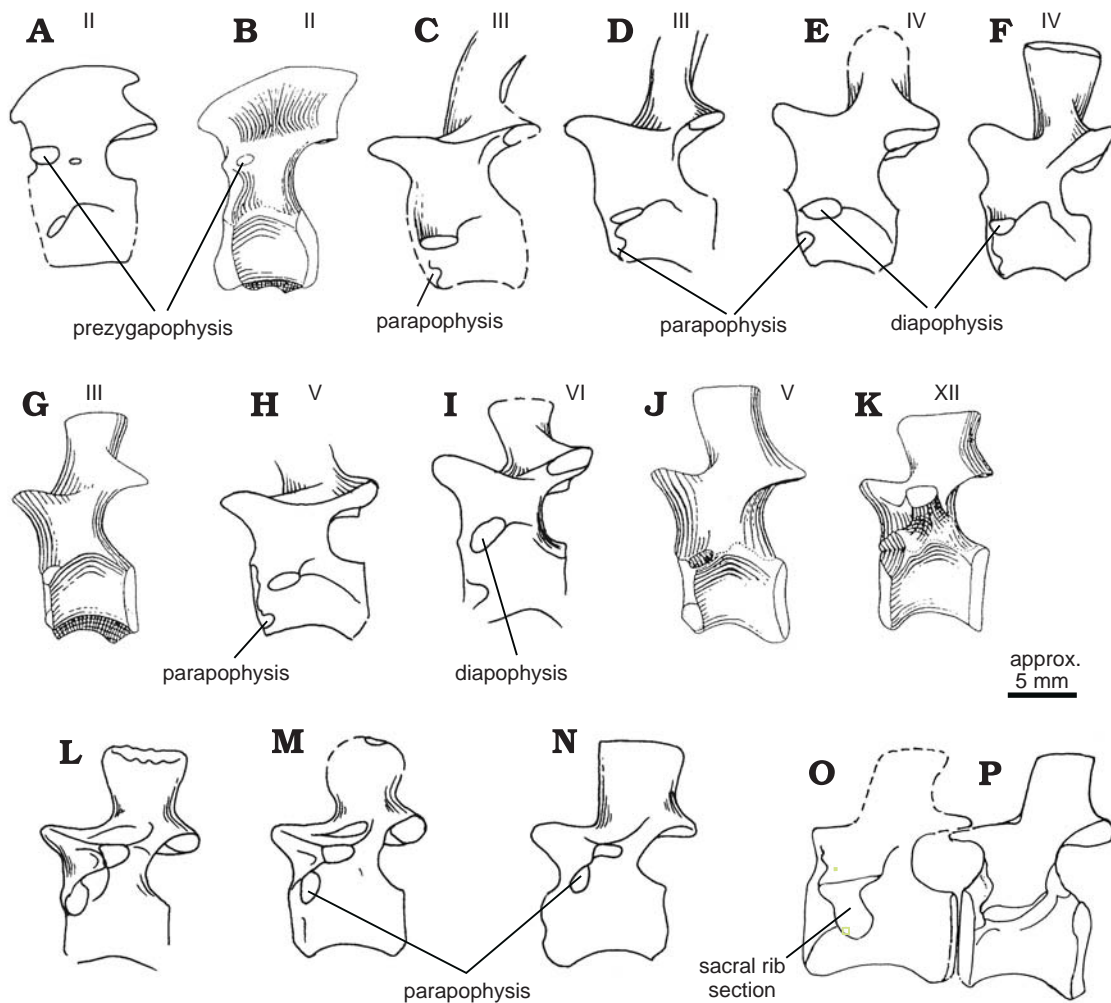 A II B II C III D III E IV F IV
prezygapophysis parapophysis parapophysis diapophysis
G III H V I VI J V K XII
parapophysis diapophysis
approx.
5 mm
L M N O P
sacral rib
section
parapophysis